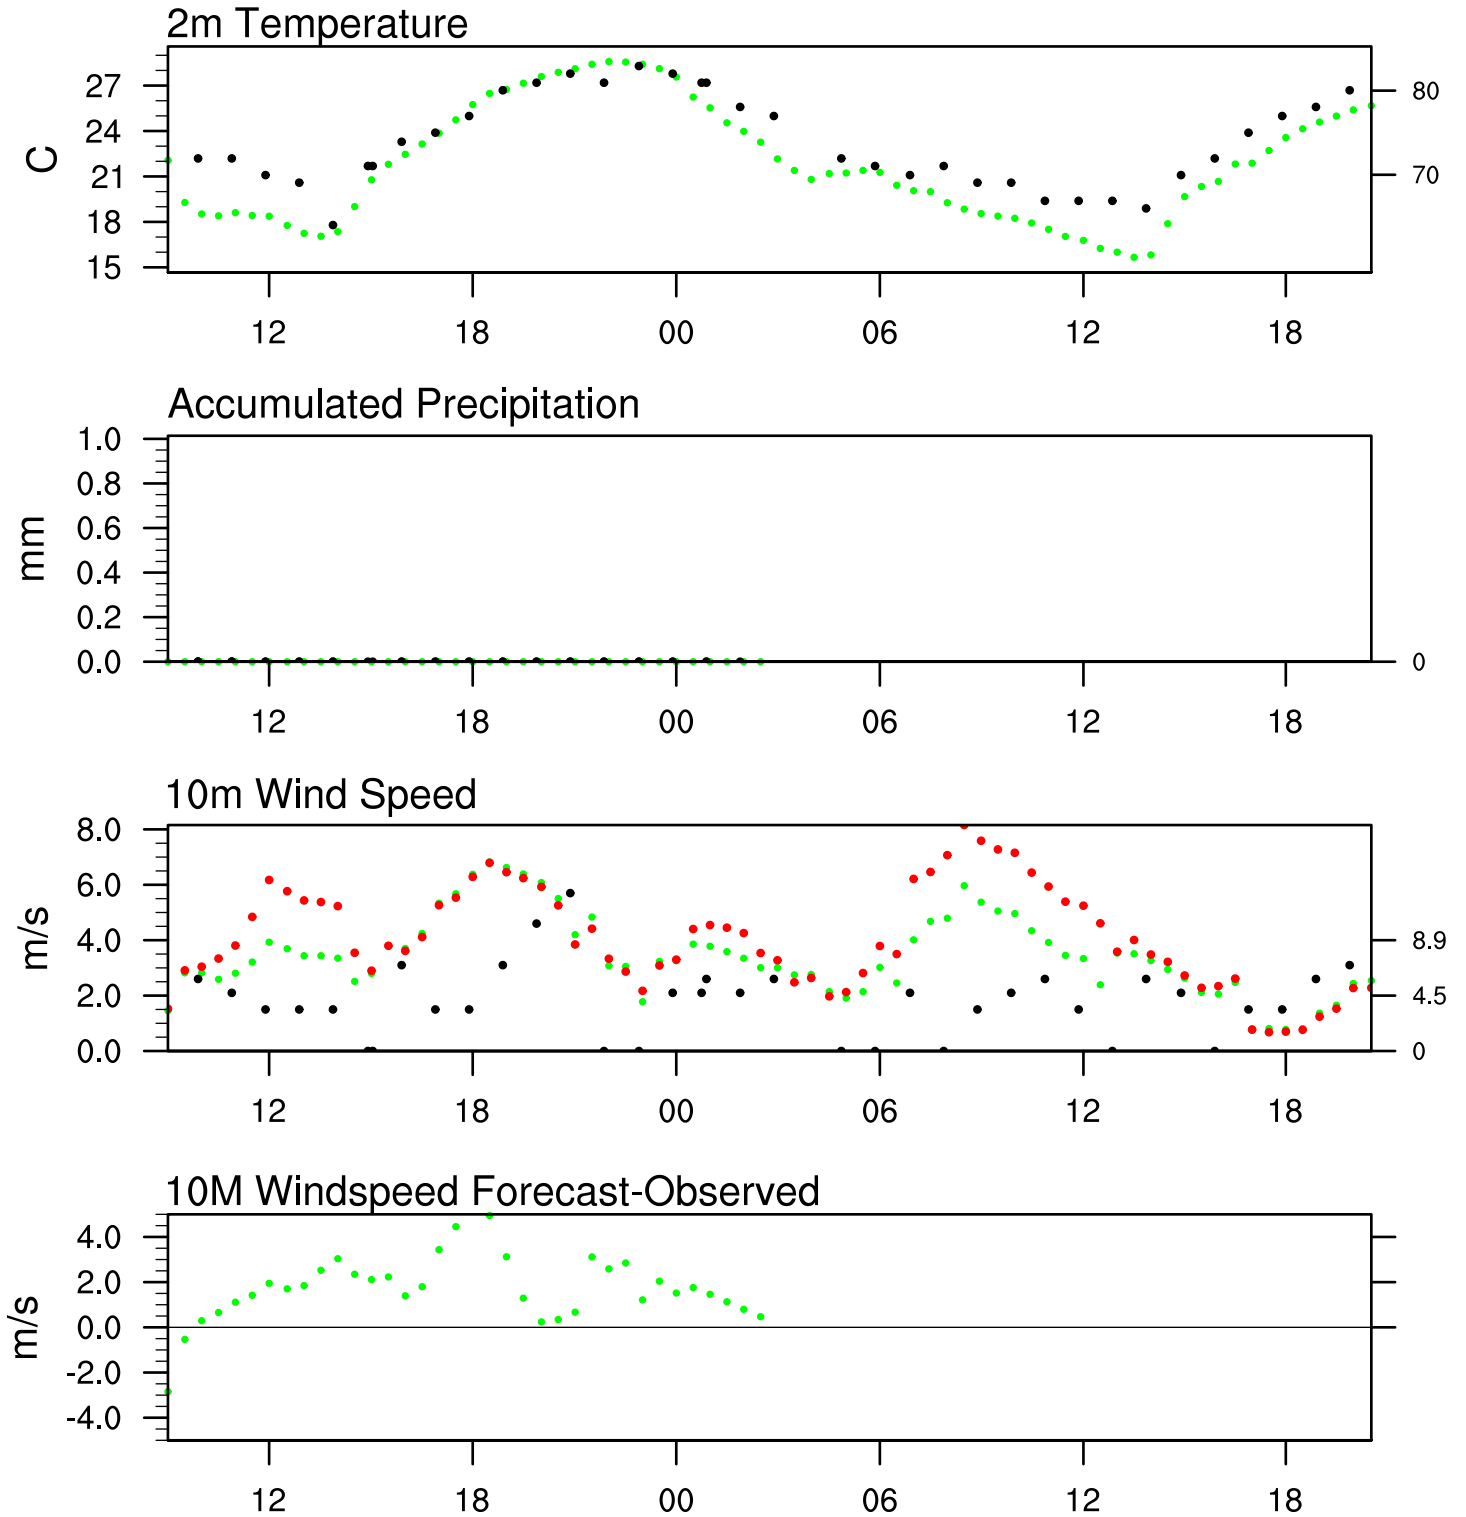 2m Temperature
27
24
21
18
15
C
80
70
12 18 00 06 12 18
Accumulated Precipitation
1.0
0.8
0.6
0.4
0.2
0.0
mm
0
12 18 00 06 12 18
10m Wind Speed
8.0
6.0
4.0
2.0
0.0
m/s
8.9
4.5
0
12 18 00 06 12 18
10M Windspeed Forecast-Observed
4.0
2.0
0.0
-2.0
-4.0
m/s
12 18 00 06 12 18